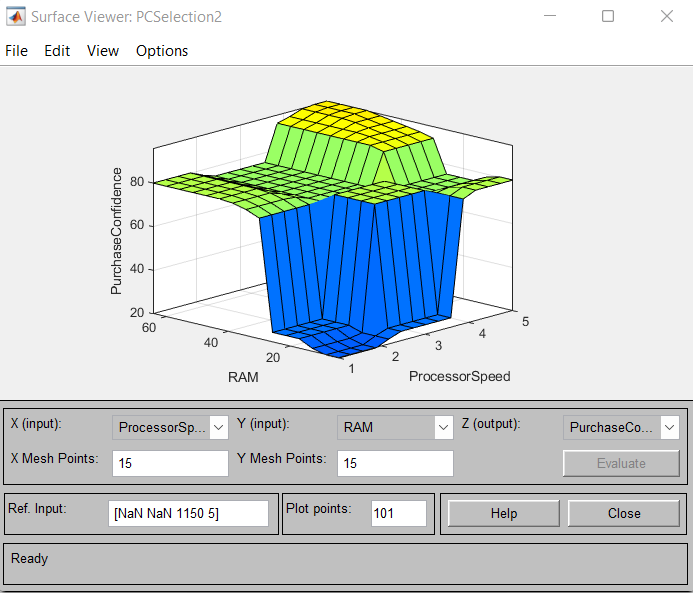 Surface Viewer: PCSelection2
File Edit View Options
PurchaseConfidence
80
60
40
20
60
40
20
RAM
1
2
3
4
5
ProcessorSpeed
X (input): ProcessorSp... Y (input): RAM Z (output): PurchaseCo...
X Mesh Points: 15 Y Mesh Points: 15 Evaluate
Ref. Input: [NaN NaN 1150 5] Plot points: 101 Help Close
Ready